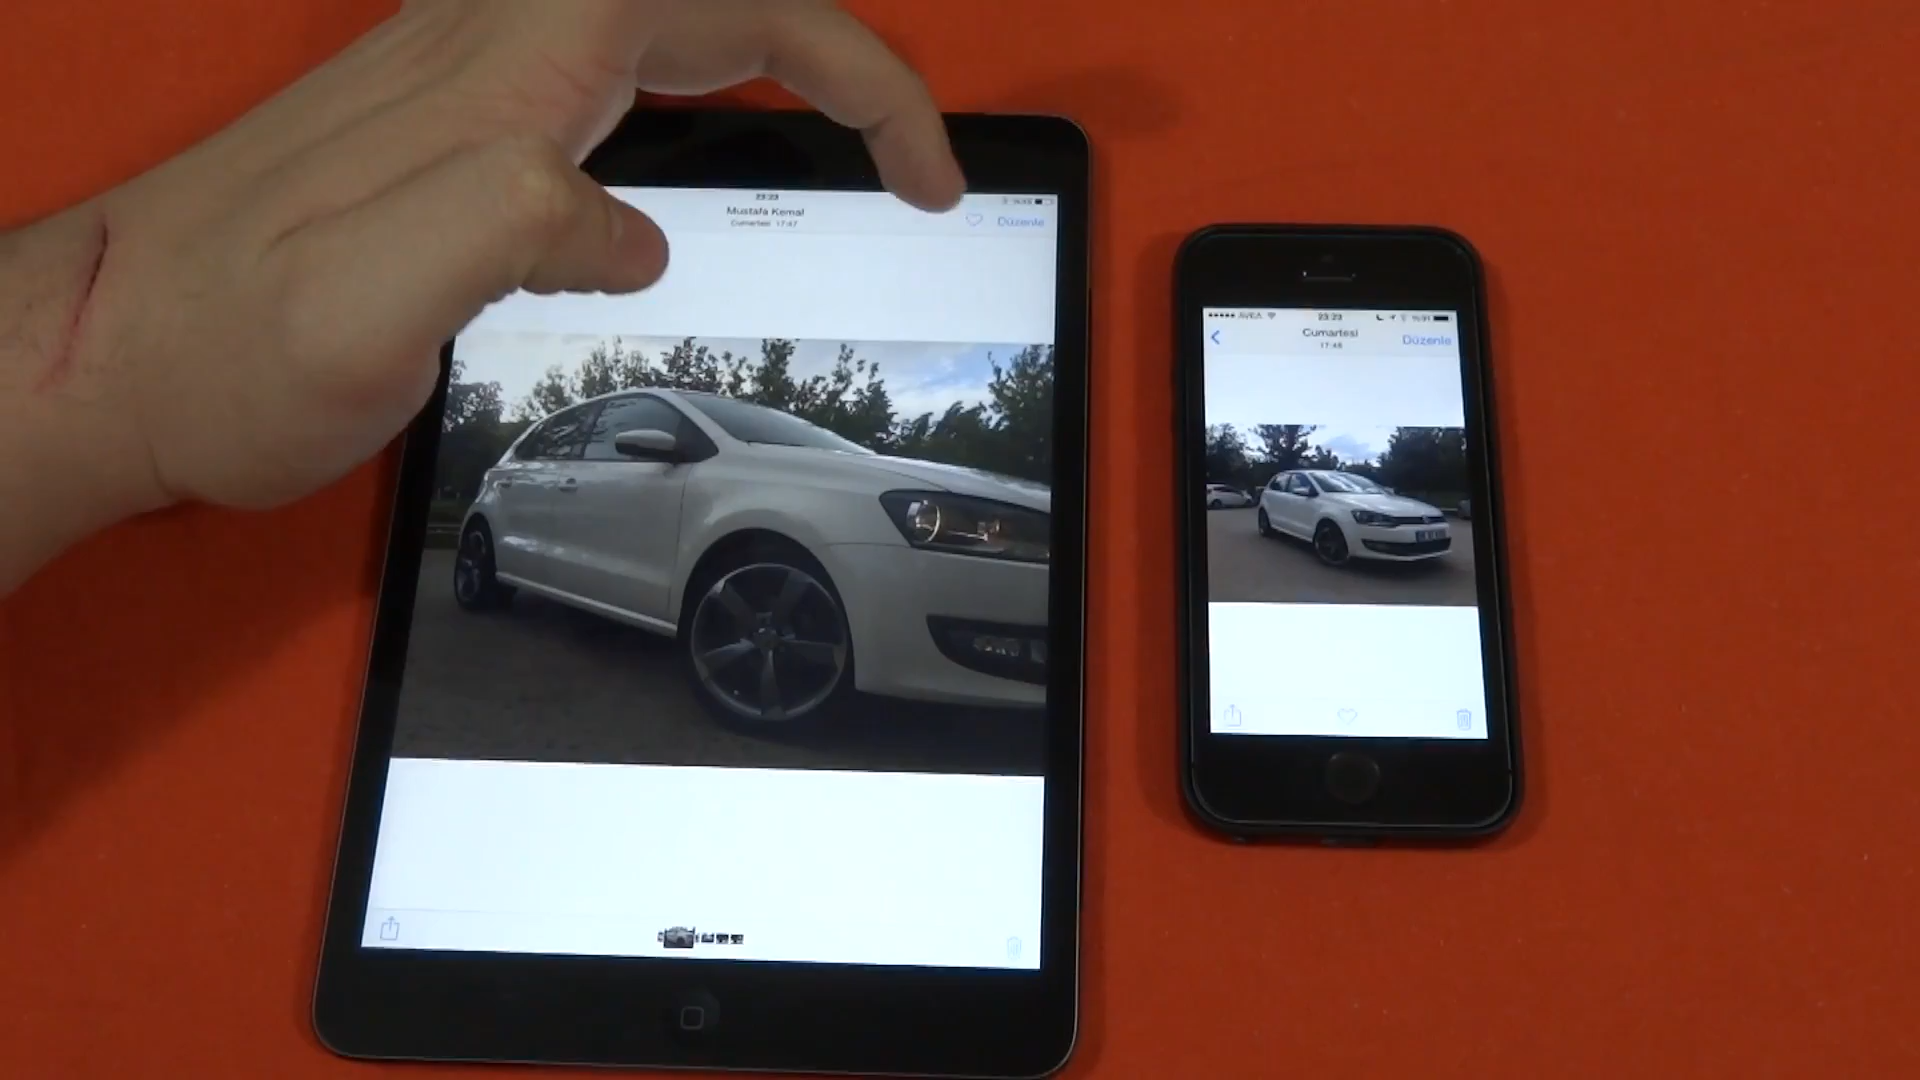 23:23
Mustafa Kemal
Cumartesi 17:47
Düzenle
AVEA
23:23
Cumartesi
17:48
Düzenle